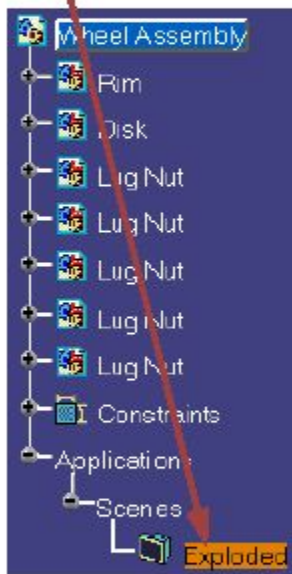 Wheel Assembly
Rim
Disk
Lug Nut
Lug Nut
Lug Nut
Lug Nut
Lug Nut
Constraints
Applications
Scenes
Exploded